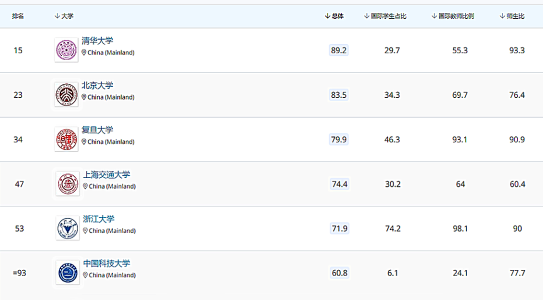 排名 大学 总体 国际学生占比 国际教师比例 师生比
15 清华大学 89.2 29.7 55.3 93.3
China (Mainland)
23 北京大学 83.5 34.3 69.7 76.4
China (Mainland)
34 复旦大学 79.9 46.3 93.1 90.9
China (Mainland)
47 上海交通大学 74.4 30.2 64 60.4
China (Mainland)
53 浙江大学 71.9 74.2 98.1 90
China (Mainland)
=93 中国科技大学 60.8 6.1 24.1 77.7
China (Mainland)